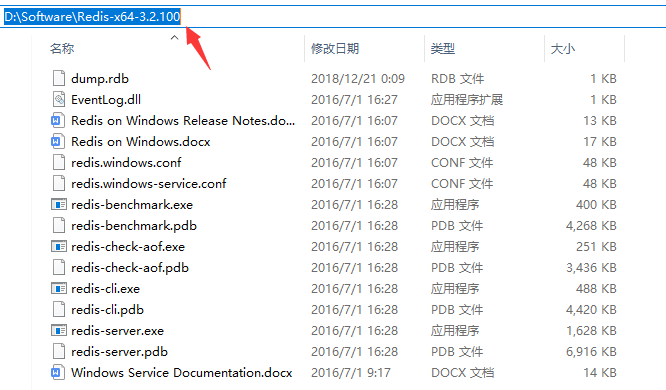 D:\Software\Redis-x64-3.2.100
名称 修改日期 类型 大小
dump.rdb 2018/12/21 0:09 RDB 文件 1 KB
EventLog.dll 2016/7/1 16:27 应用程序扩展 1 KB
Redis on Windows Release Notes.do... 2016/7/1 16:07 DOCX 文档 13 KB
Redis on Windows.docx 2016/7/1 16:07 DOCX 文档 17 KB
redis.windows.conf 2016/7/1 16:07 CONF 文件 48 KB
redis.windows-service.conf 2016/7/1 16:07 CONF 文件 48 KB
redis-benchmark.exe 2016/7/1 16:28 应用程序 400 KB
redis-benchmark.pdb 2016/7/1 16:28 PDB 文件 4,268 KB
redis-check-aof.exe 2016/7/1 16:28 应用程序 251 KB
redis-check-aof.pdb 2016/7/1 16:28 PDB 文件 3,436 KB
redis-cli.exe 2016/7/1 16:28 应用程序 488 KB
redis-cli.pdb 2016/7/1 16:28 PDB 文件 4,420 KB
redis-server.exe 2016/7/1 16:28 应用程序 1,628 KB
redis-server.pdb 2016/7/1 16:28 PDB 文件 6,916 KB
Windows Service Documentation.docx 2016/7/1 9:17 DOCX 文档 14 KB